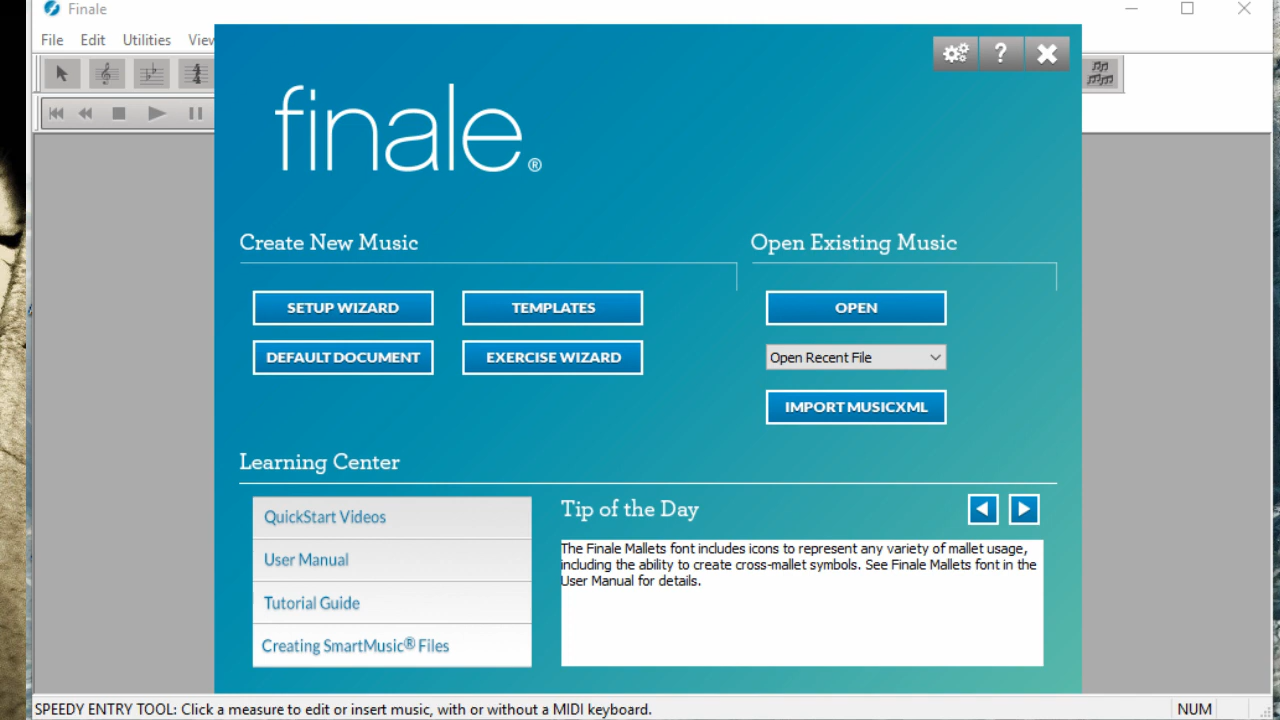 Finale
File Edit Utilities View
finale®
Create New Music
Open Existing Music
SETUP WIZARD
TEMPLATES
OPEN
DEFAULT DOCUMENT
EXERCISE WIZARD
Open Recent File
IMPORT MUSICXML
Learning Center
QuickStart Videos
User Manual
Tutorial Guide
Creating SmartMusic® Files
Tip of the Day
The Finale Mallets font includes icons to represent any variety of mallet usage,
including the ability to create cross-mallet symbols. See Finale Mallets font in the
User Manual for details.
SPEEDY ENTRY TOOL: Click a measure to edit or insert music, with or without a MIDI keyboard.
NUM